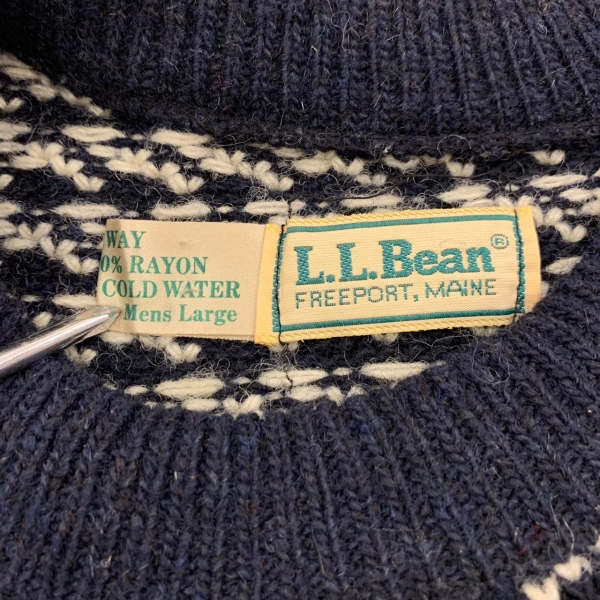 WAY
0% RAYON
COLD WATER
Mens Large
L.L.Bean®
FREEPORT, MAINE